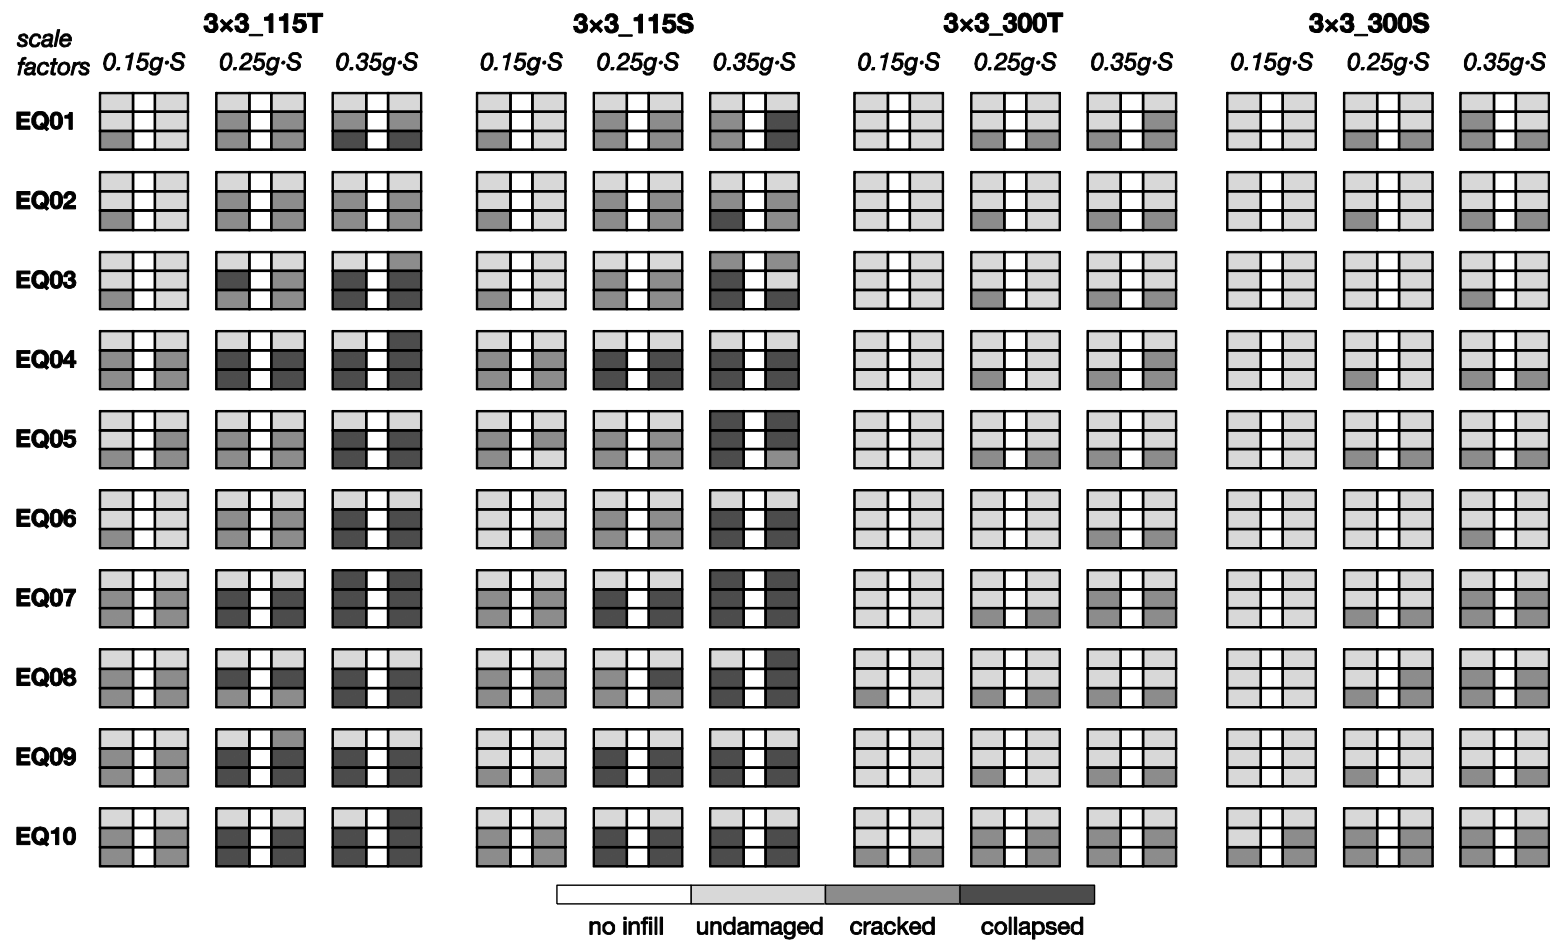 3×3_115T 3×3_115S 3×3_300T 3×3_300S
scale
factors 0.15g·S 0.25g·S 0.35g·S 0.15g·S 0.25g·S 0.35g·S 0.15g·S 0.25g·S 0.35g·S 0.15g·S 0.25g·S 0.35g·S
EQ01
EQ02
EQ03
EQ04
EQ05
EQ06
EQ07
EQ08
EQ09
EQ10
no infill undamaged cracked collapsed